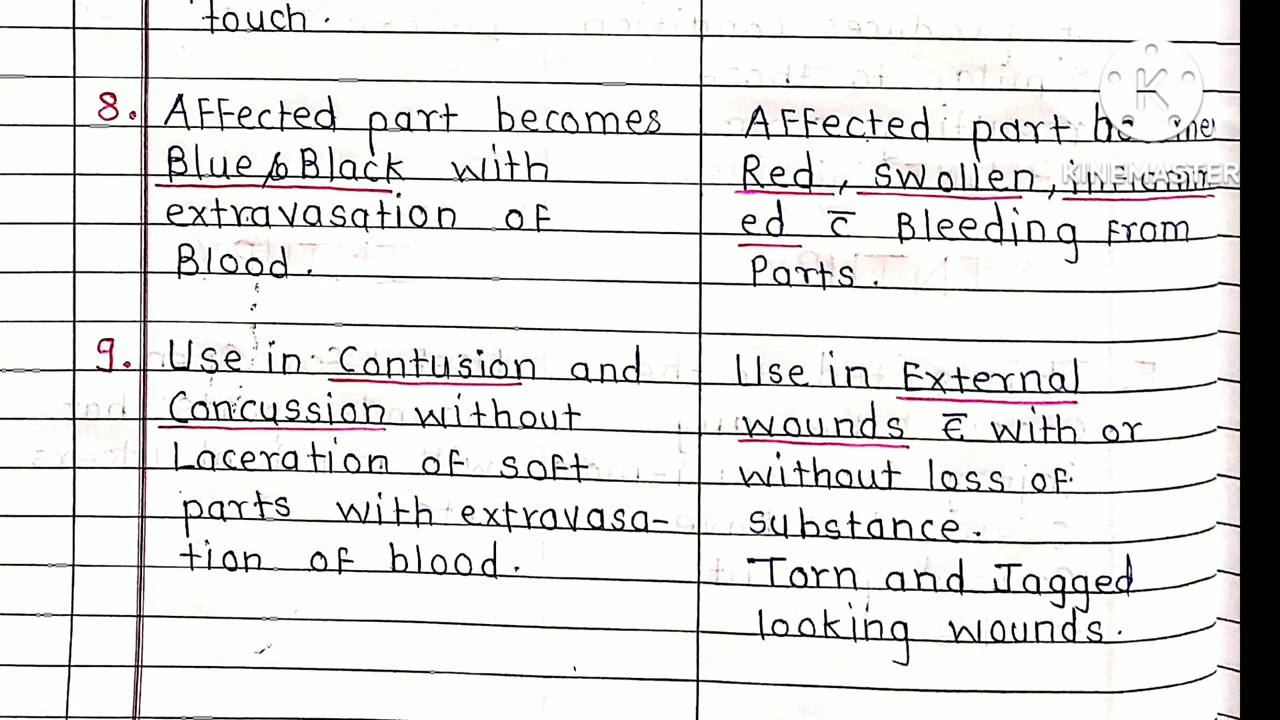 touch.
8. Affected part becomes
Blue & Black with
extravasation of
Blood.
Affected part
Red, swollen,
ed c̄ Bleeding from
Parts.
9. Use in Contusion and
Concussion without
Laceration of soft
parts with extravasa-
tion of blood.
Use in External
wounds c̄ with or
without loss of
substance.
Torn and Jagged
looking wounds.
K
KINEMASTER